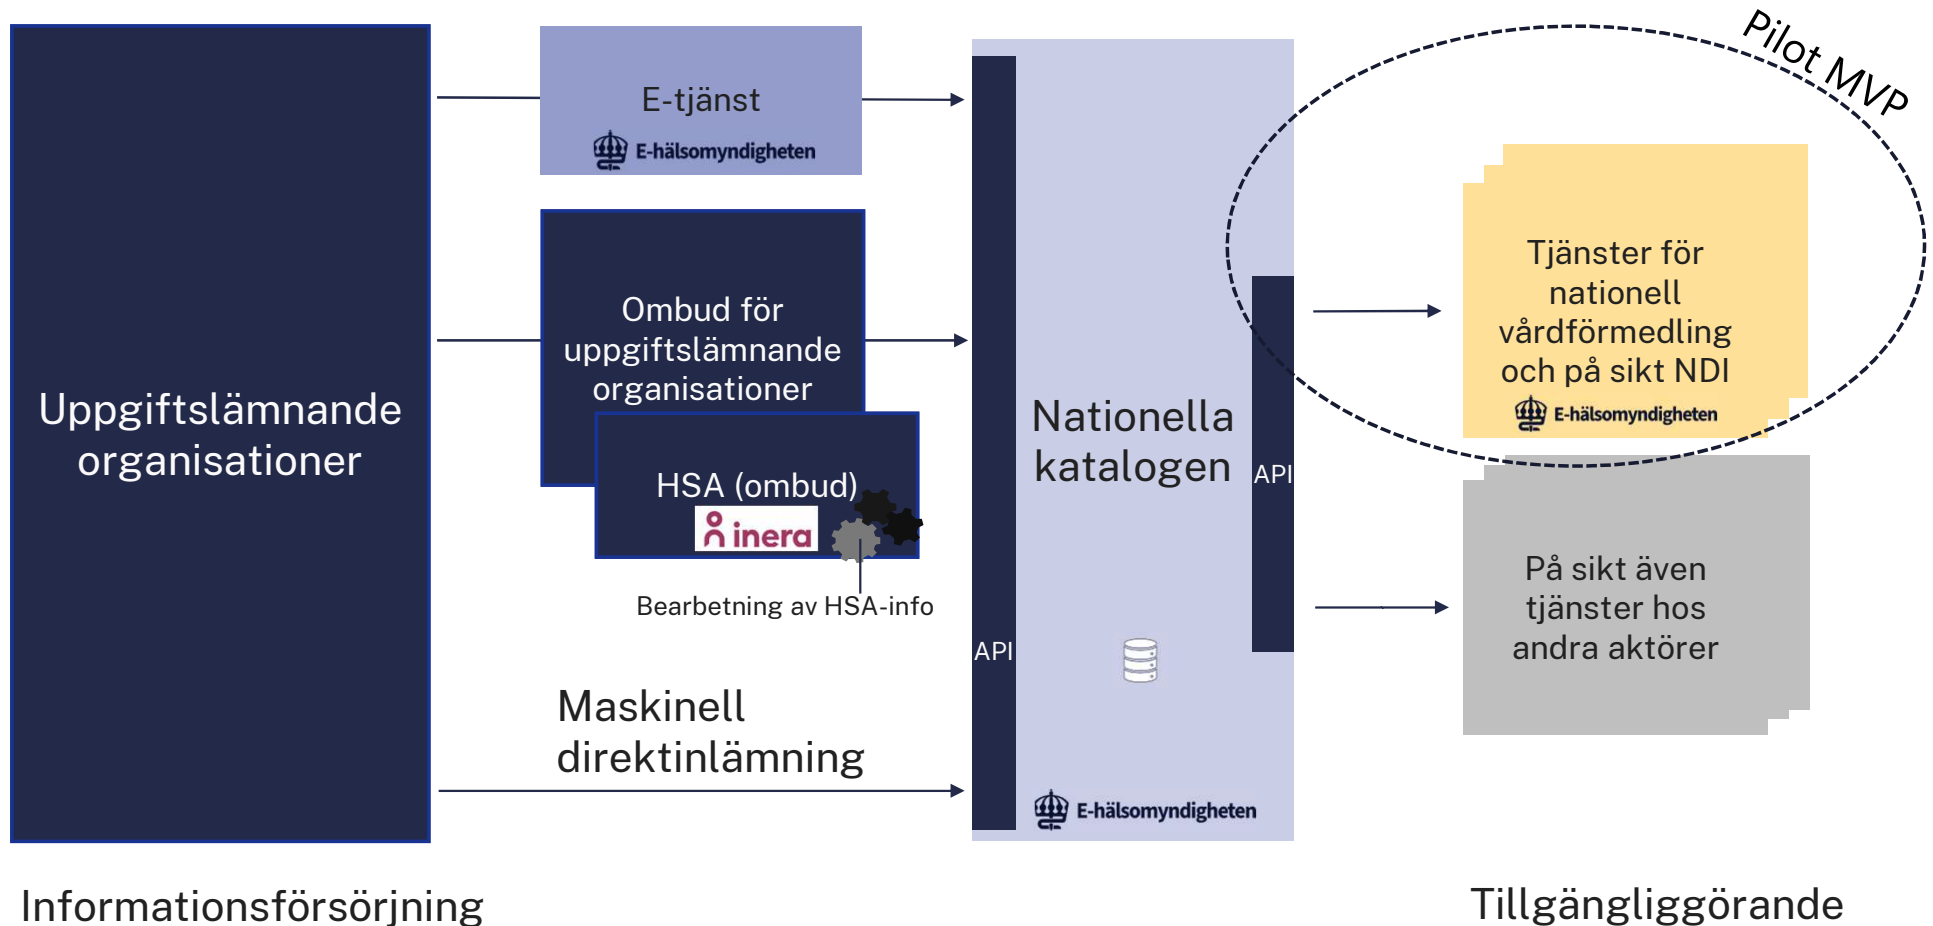 Uppgiftslämnande
organisationer
E-tjänst
E-hälsomyndigheten
Ombud för
uppgiftslämnande
organisationer
HSA (ombud)
inera
Bearbetning av HSA-info
Maskinell
direktinlämning
API
Nationella
katalogen
E-hälsomyndigheten
API
Pilot MVP
Tjänster för
nationell
vårdförmedling
och på sikt NDI
E-hälsomyndigheten
På sikt även
tjänster hos
andra aktörer
Informationsförsörjning
Tillgängliggörande